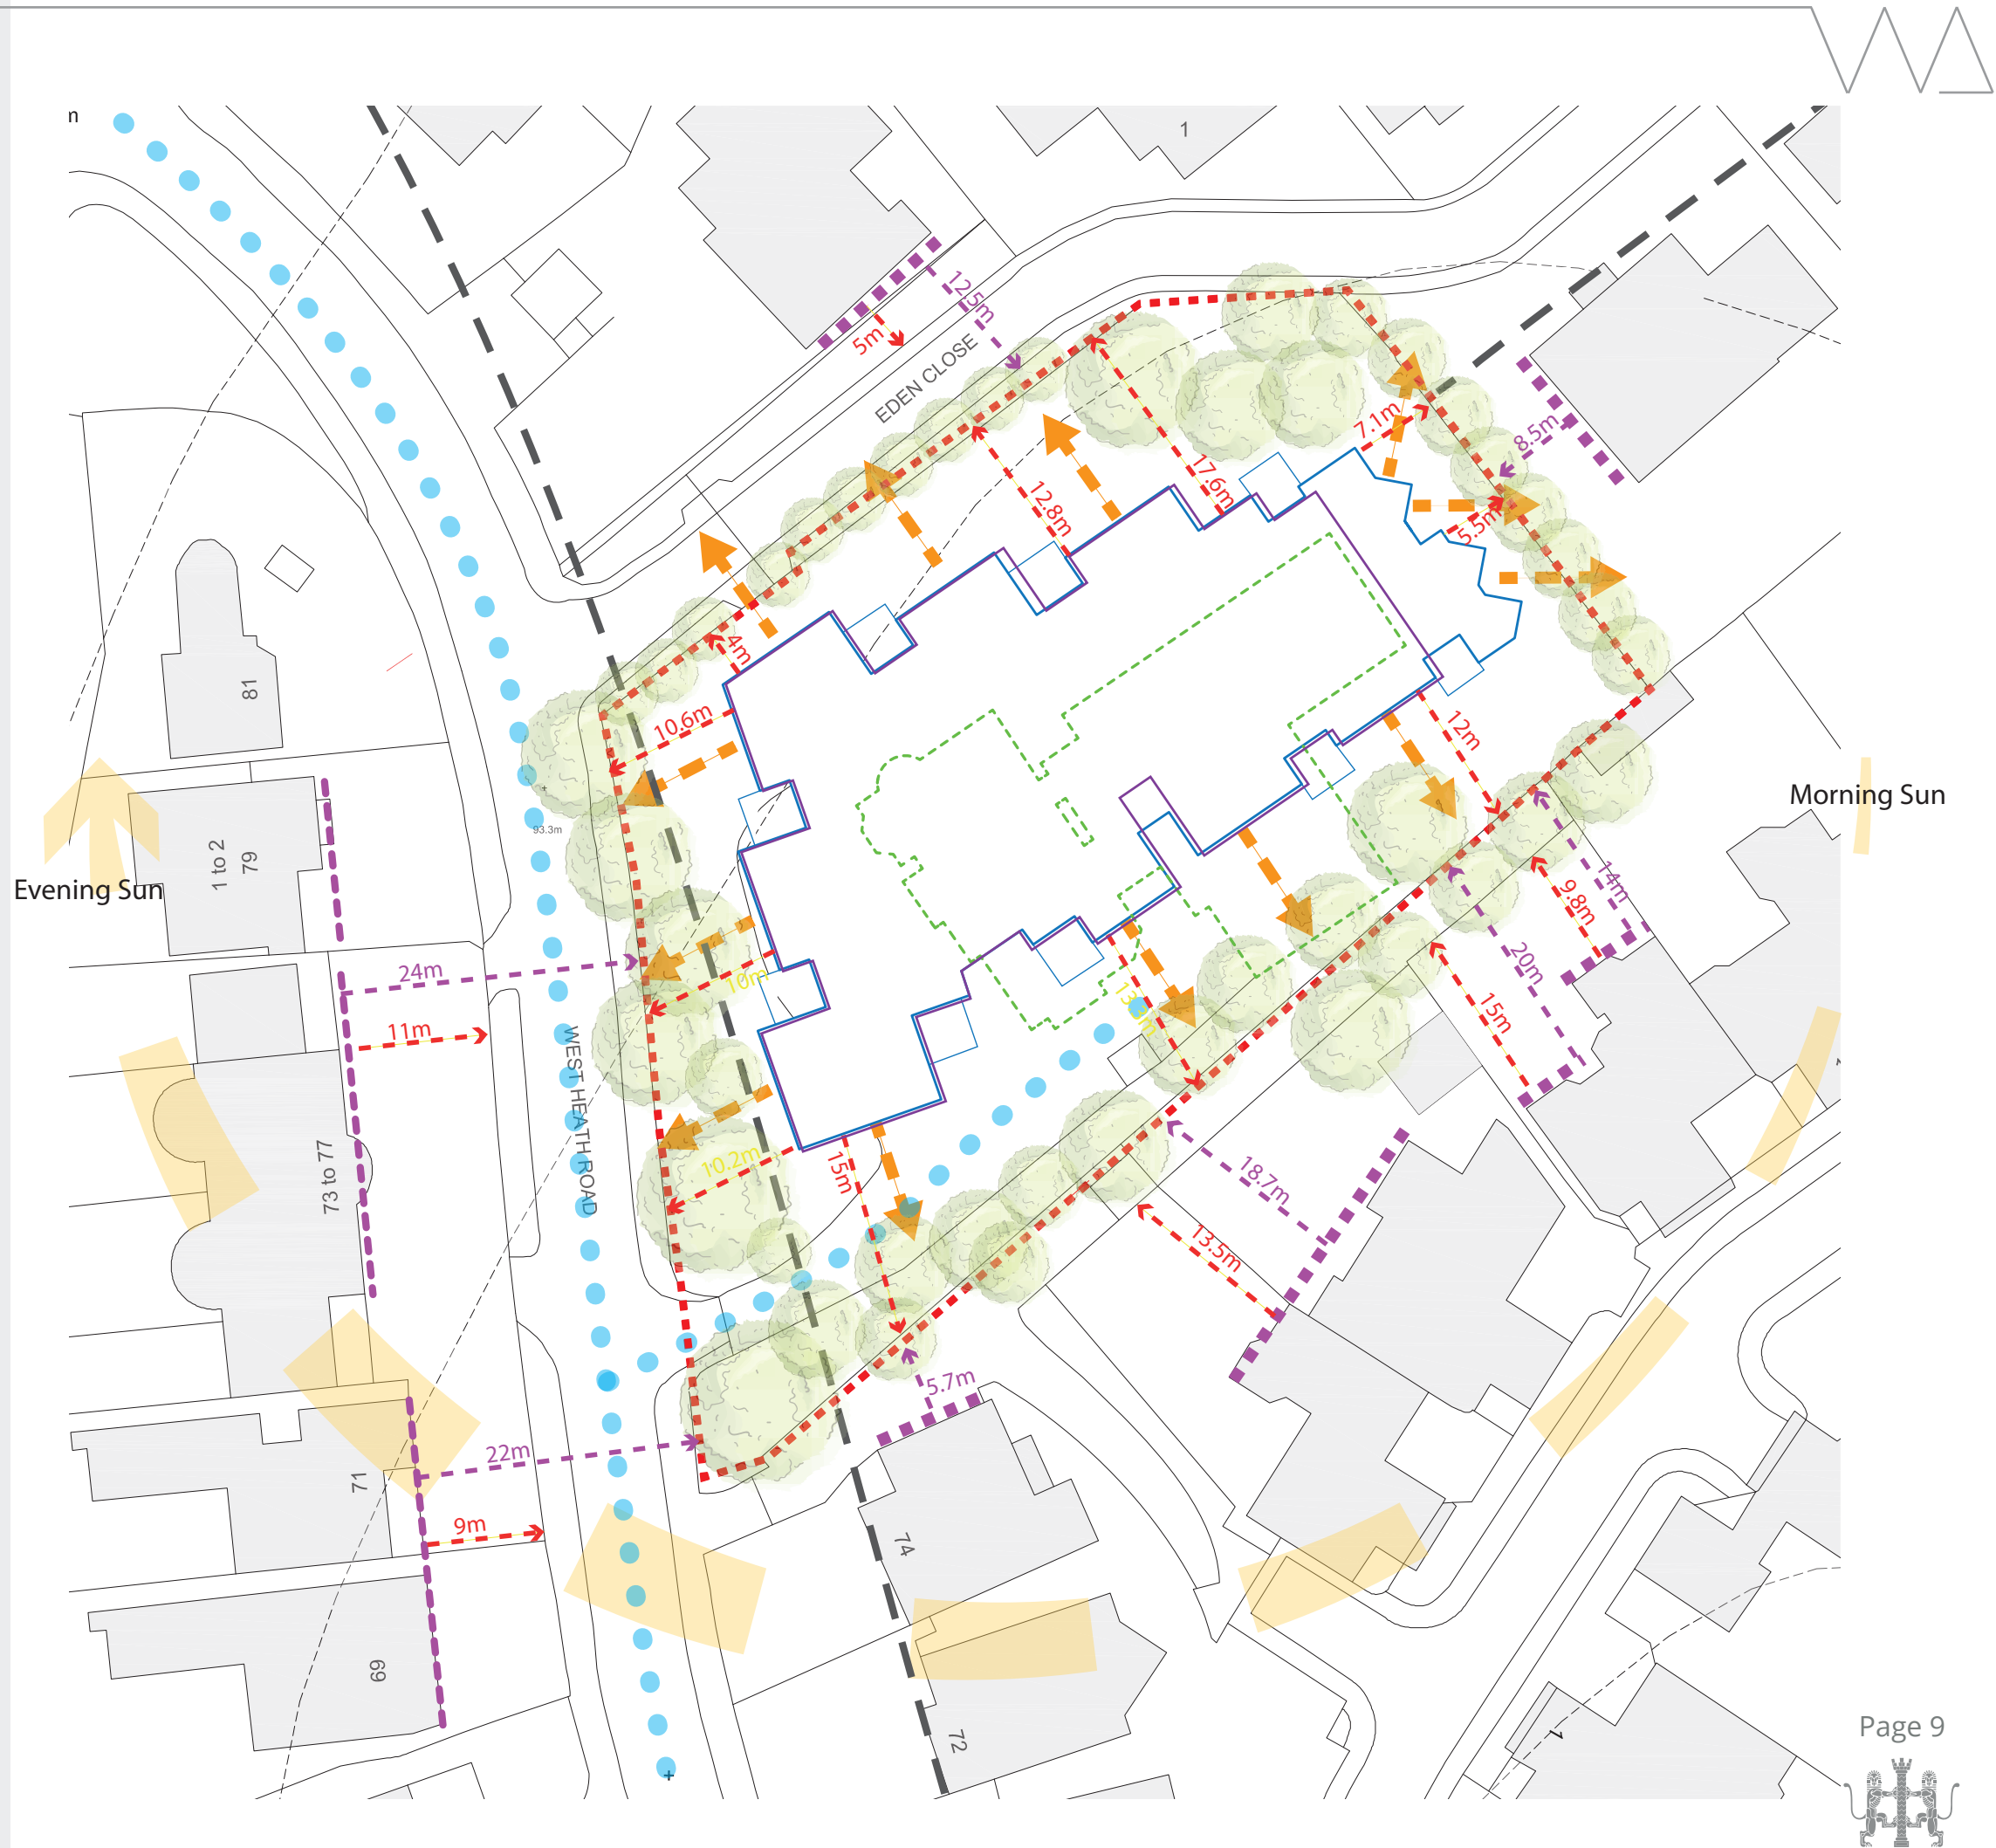 m
1
12.5m
5m
EDEN CLOSE
7.1m
8.5m
17.6m
12.8m
5.5m
4m
81
10.6m
12m
Morning Sun
93.3m
1 to 2
79
Evening Sun
14m
9.8m
24m
10m
20m
13.3m
15m
11m
WEST HEATH ROAD
73 to 77
10.2m
15m
18.7m
13.5m
5.7m
22m
71
9m
74
69
72
1
Page 9